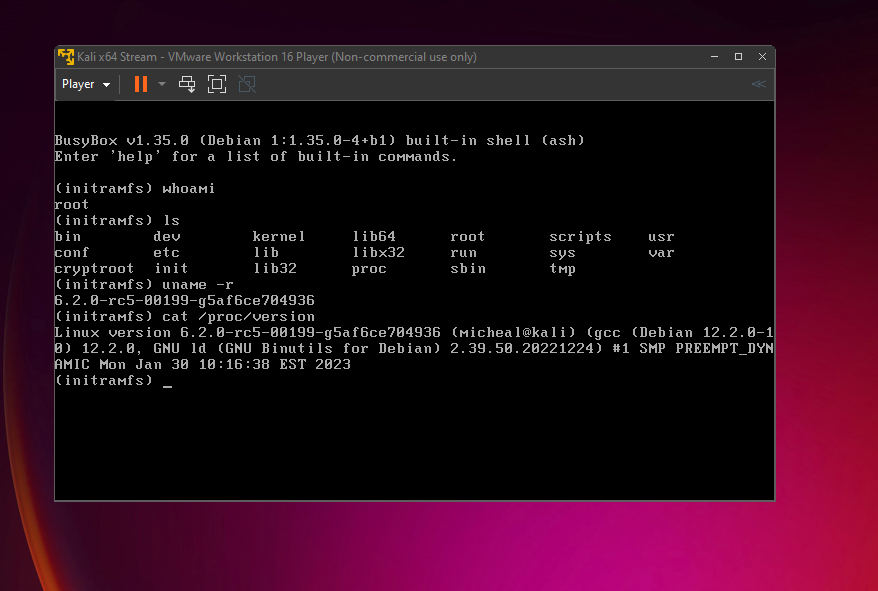 Kali x64 Stream - VMware Workstation 16 Player (Non-commercial use only)
Player
BusyBox v1.35.0 (Debian 1:1.35.0-4+b1) built-in shell (ash)
Enter 'help' for a list of built-in commands.
(initramfs) whoami
root
(initramfs) ls
bin dev kernel lib64 root scripts usr
conf etc lib libx32 run sys var
cryptroot init lib32 proc sbin tmp
(initramfs) uname -r
6.2.0-rc5-00199-g5af6ce704936
(initramfs) cat /proc/version
Linux version 6.2.0-rc5-00199-g5af6ce704936 (micheal@kali) (gcc (Debian 12.2.0-1
0) 12.2.0, GNU ld (GNU Binutils for Debian) 2.39.50.20221224) #1 SMP PREEMPT_DYN
AMIC Mon Jan 30 10:16:38 EST 2023
(initramfs) _